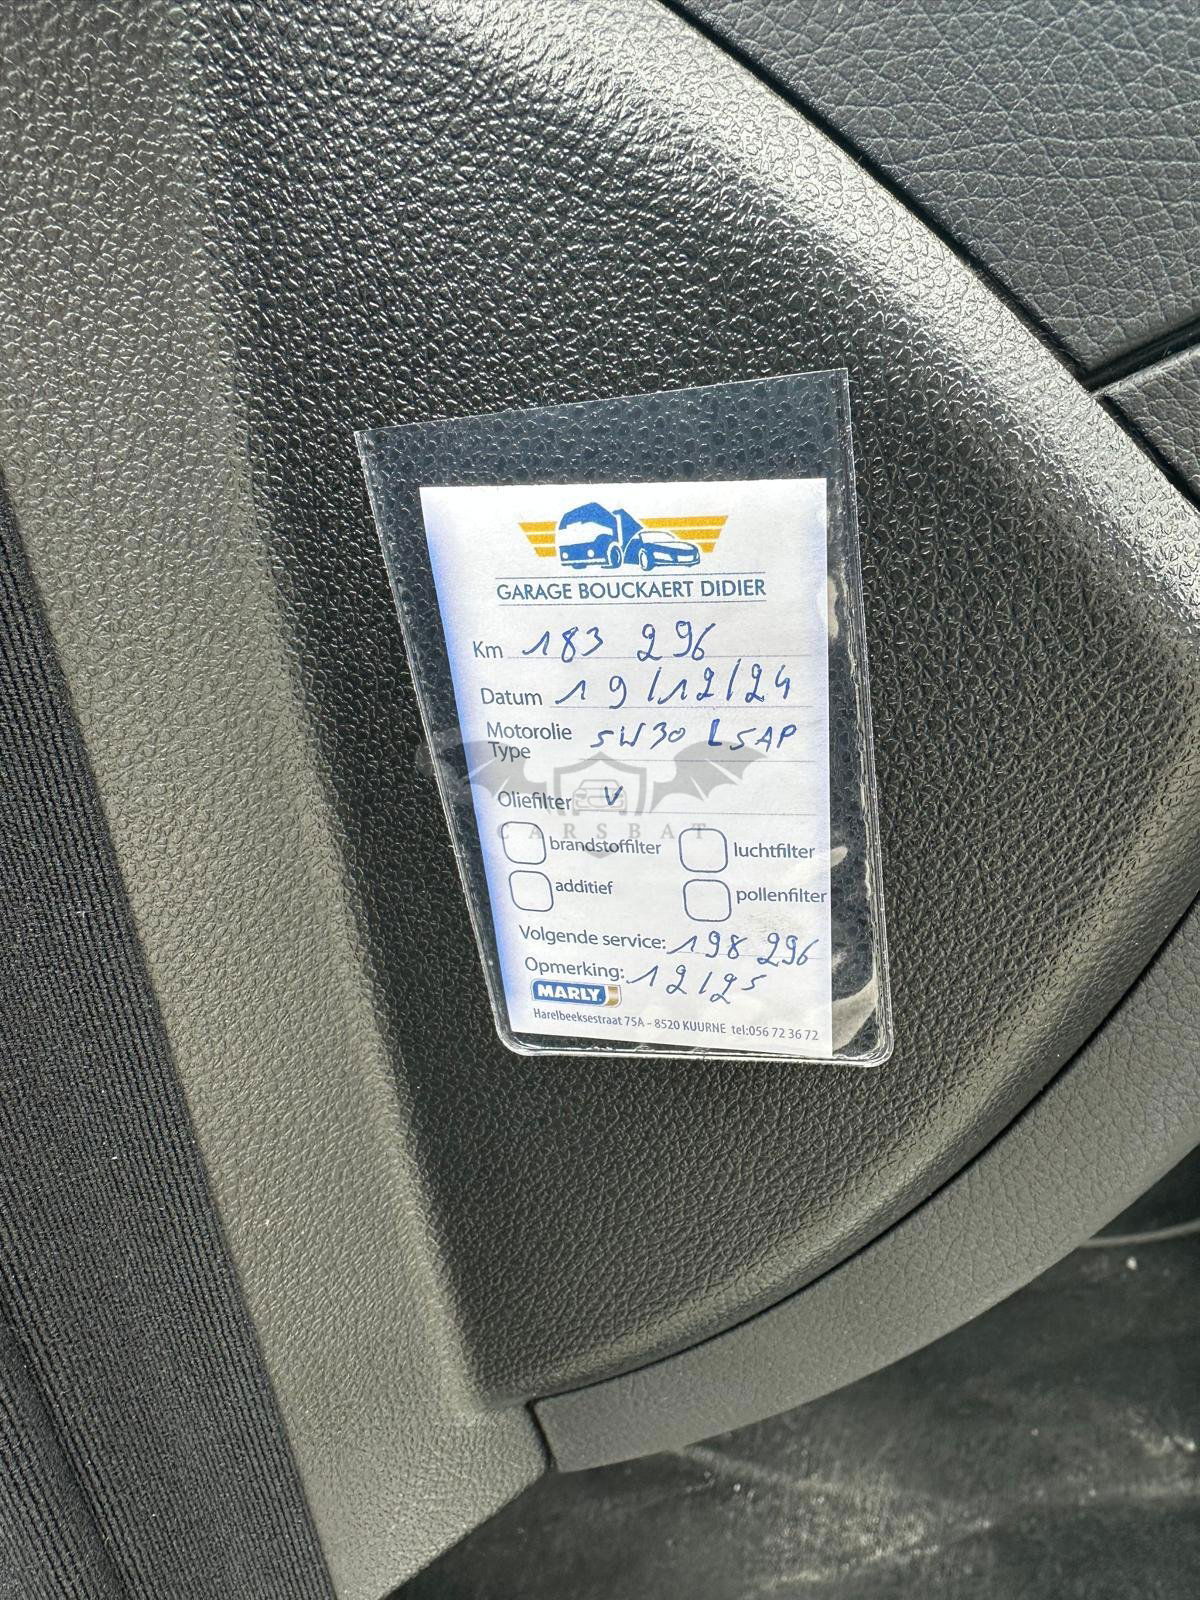 GARAGE BOUCKAERT DIDIER
Km 183 296
Datum 19/12/24
Motorolie Type 5W30 LSAP
Oliefilter V
CARSBAT
brandstoffilter luchtfilter
additief pollenfilter
Volgende service: 198 296
Opmerking: 12/25
MARLY
Harelbeeksestraat 75A - 8520 KUURNE tel:056 72 36 72